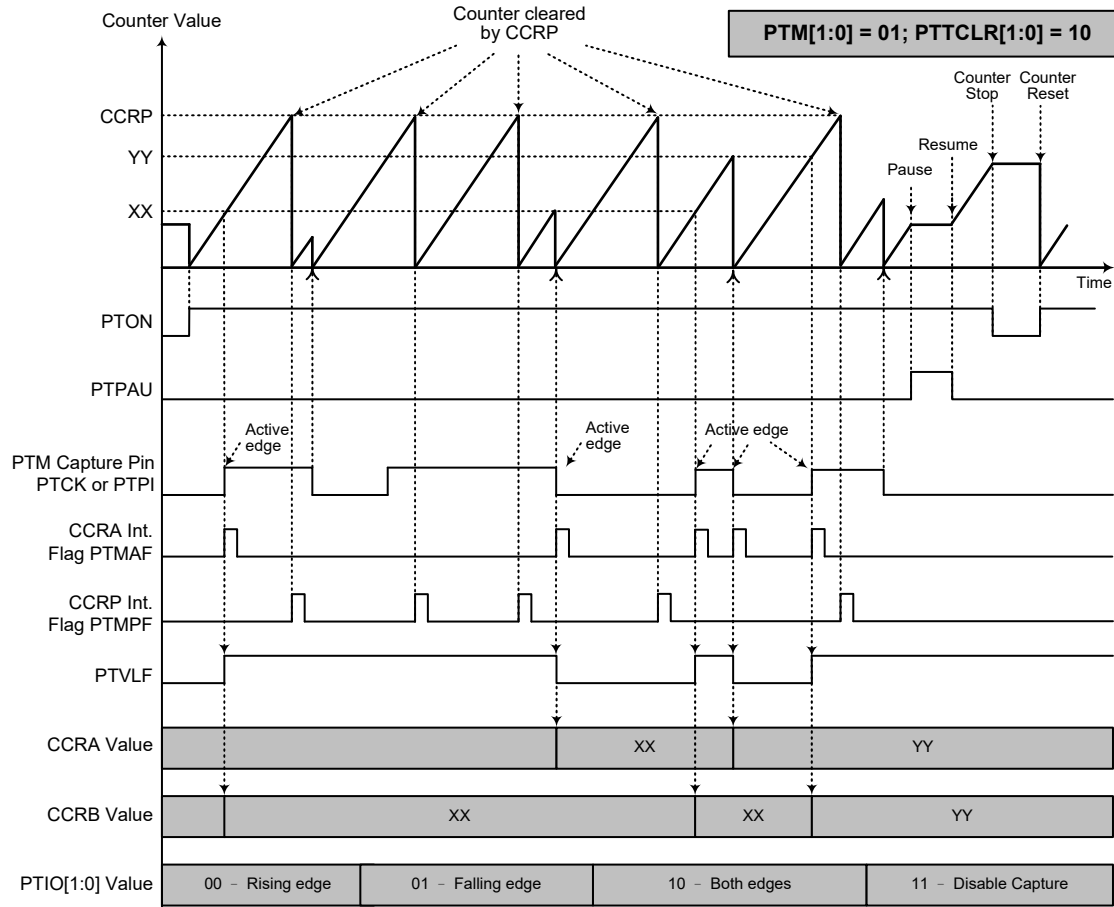 Counter Value
Counter cleared
by CCRP
PTM[1:0] = 01; PTTCLR[1:0] = 10
Counter
Stop
Counter
Reset
CCRP
YY
Resume
Pause
XX
Time
PTON
PTPAU
Active
edge
Active
edge
Active edge
PTM Capture Pin
PTCK or PTPI
CCRA Int.
Flag PTMAF
CCRP Int.
Flag PTMPF
PTVLF
CCRA Value
XX
YY
CCRB Value
XX
XX
YY
PTIO[1:0] Value
00 – Rising edge
01 – Falling edge
10 – Both edges
11 – Disable Capture